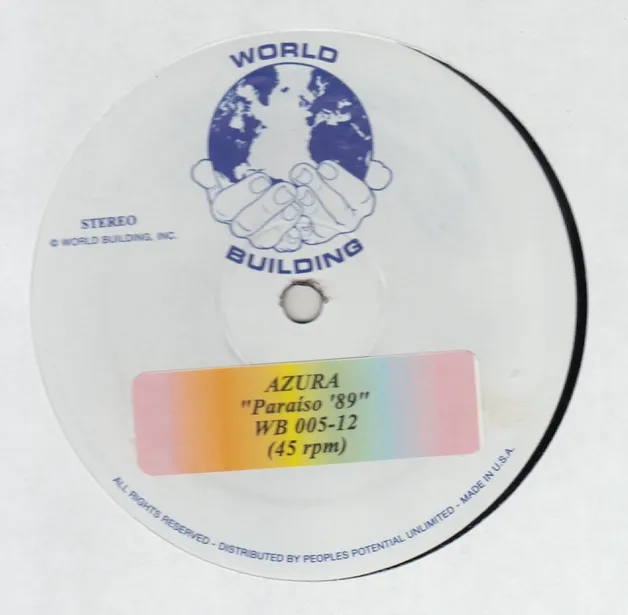 WORLD
BUILDING
STEREO
© WORLD BUILDING, INC.
AZURA
"Paraíso '89"
WB 005-12
(45 rpm)
ALL RIGHTS RESERVED - DISTRIBUTED BY PEOPLES POTENTIAL UNLIMITED - MADE IN U.S.A.